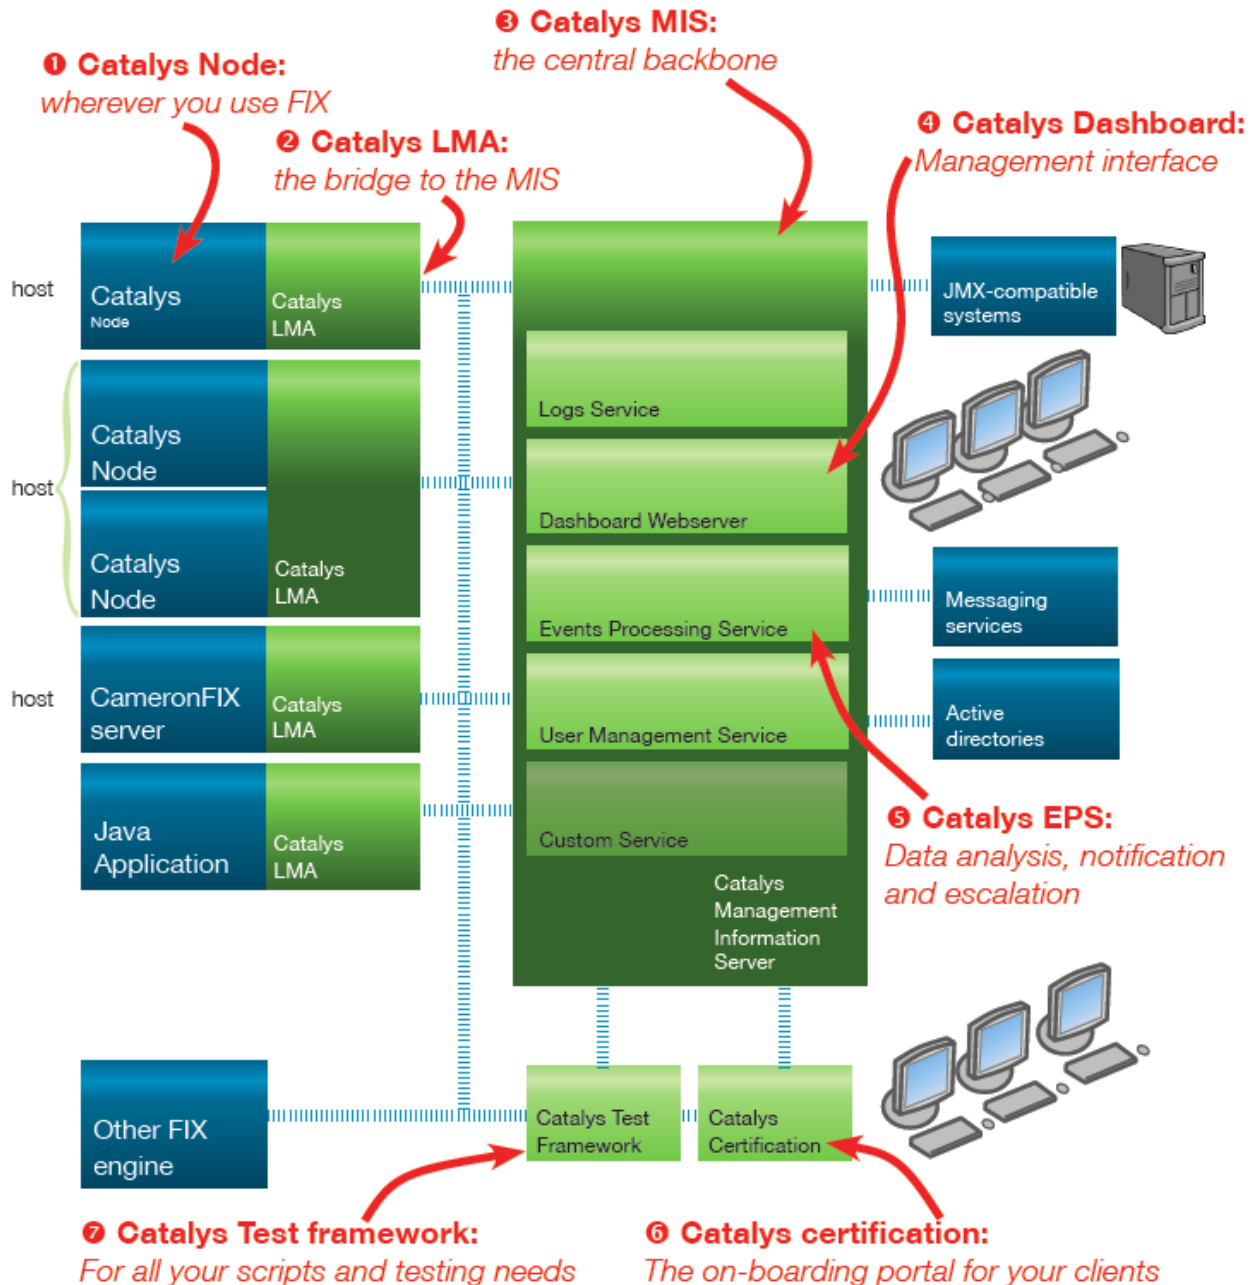 ❸ Catalys MIS:
the central backbone
❶ Catalys Node:
wherever you use FIX
❷ Catalys LMA:
the bridge to the MIS
❹ Catalys Dashboard:
Management interface
host
Catalys
Node
Catalys
LMA
JMX-compatible
systems
Logs Service
host
Catalys
Node
Catalys
Node
Catalys
LMA
Dashboard Webserver
Events Processing Service
Messaging
services
host
CameronFIX
server
Catalys
LMA
User Management Service
Active
directories
Java
Application
Catalys
LMA
Custom Service
❺ Catalys EPS:
Data analysis, notification
and escalation
Catalys
Management
Information
Server
Other FIX
engine
Catalys Test
Framework
Catalys
Certification
❼ Catalys Test framework:
For all your scripts and testing needs
❻ Catalys certification:
The on-boarding portal for your clients